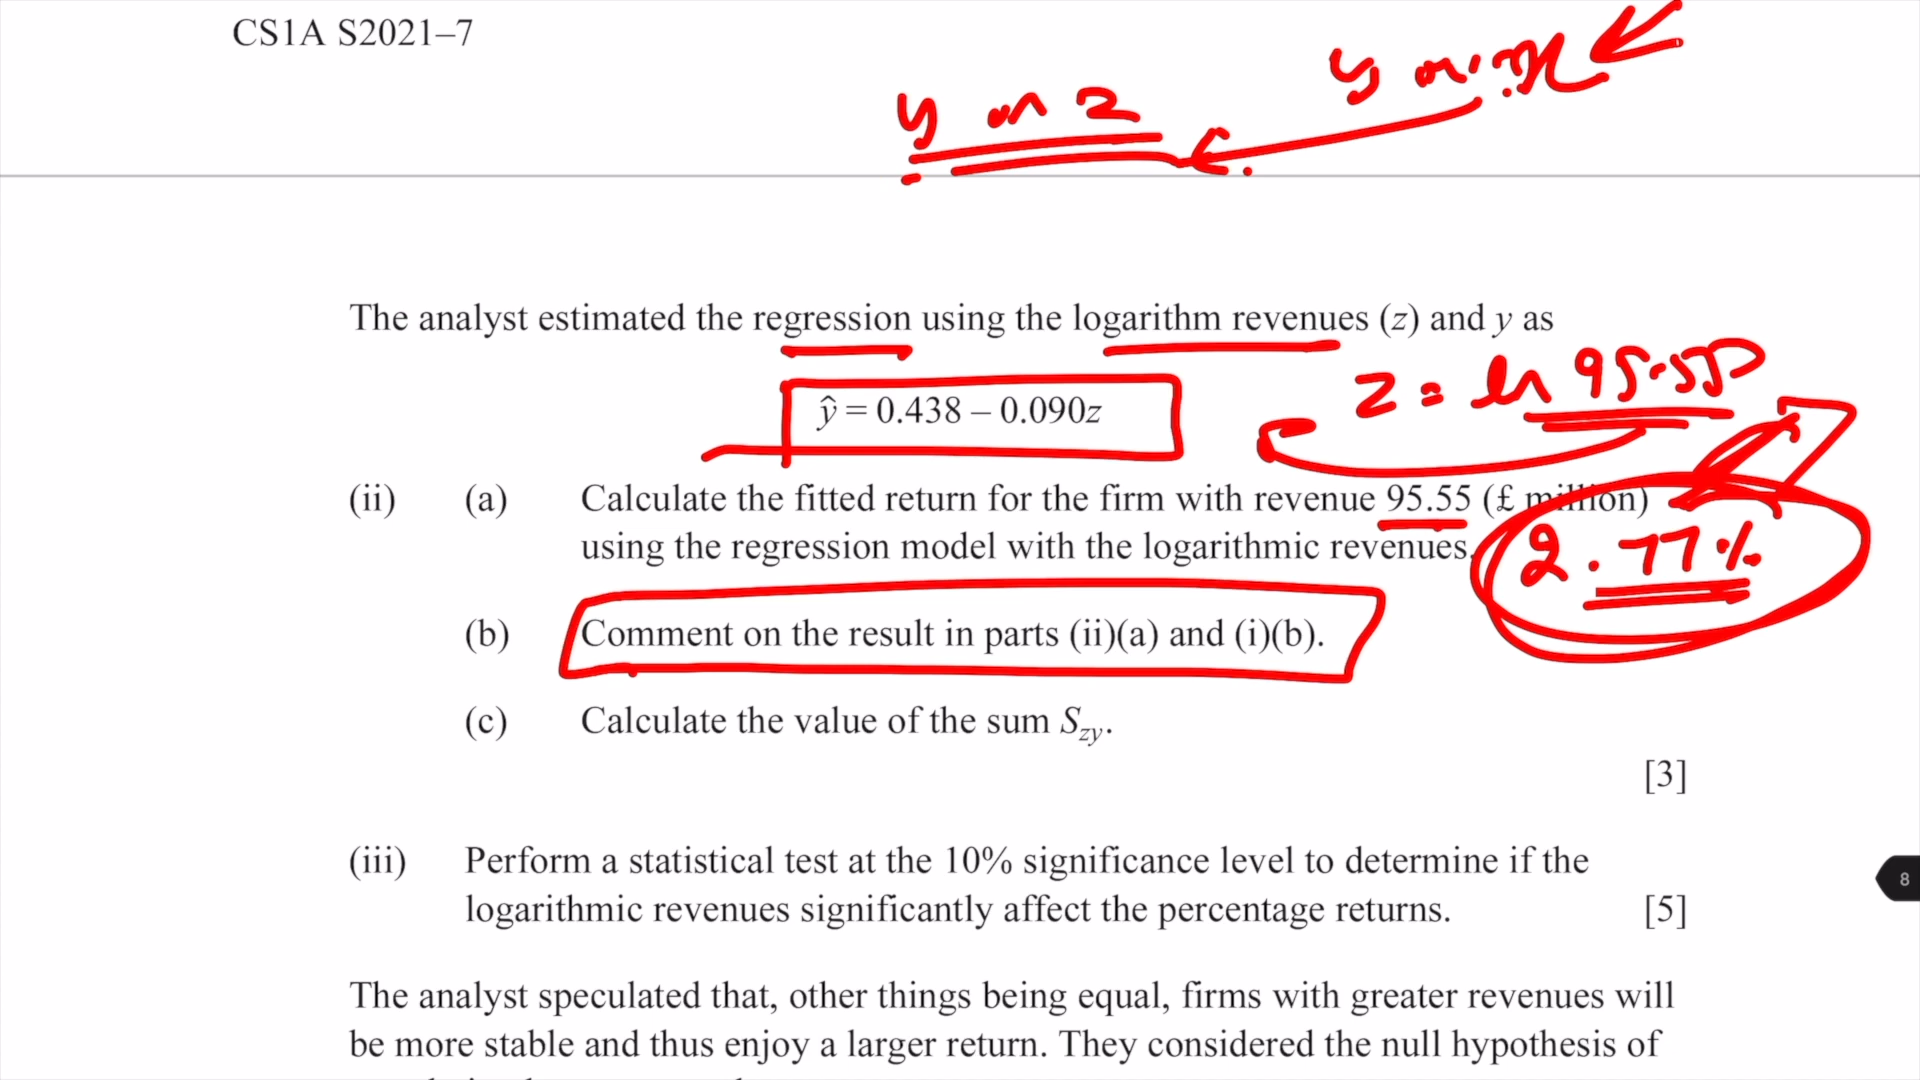 CS1A S2021–7
y on x
y on z
The analyst estimated the regression using the logarithm revenues (z) and y as
ŷ = 0.438 – 0.090z
z = ln 95.55
(ii) (a) Calculate the fitted return for the firm with revenue 95.55 (£ million)
using the regression model with the logarithmic revenues.
2.77%
(b) Comment on the result in parts (ii)(a) and (i)(b).
(c) Calculate the value of the sum Szy.
[3]
(iii) Perform a statistical test at the 10% significance level to determine if the
logarithmic revenues significantly affect the percentage returns. [5]
8
The analyst speculated that, other things being equal, firms with greater revenues will
be more stable and thus enjoy a larger return. They considered the null hypothesis of